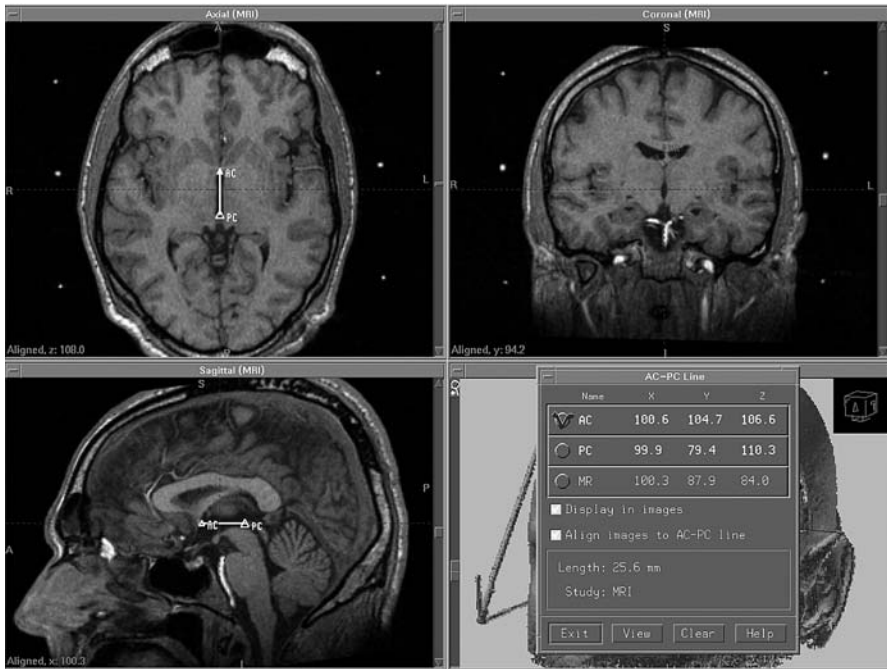 Axial (MRI)
A
AC
R
L
PC
Aligned, z: 108.0
P
Coronal (MRI)
S
R
L
Aligned, y: 94.2
I
Sagittal (MRI)
S
P
AC
PC
A
Aligned, x: 100.3
I
AC-PC Line
Name X Y Z
AC 100.6 104.7 106.6
PC 99.9 79.4 110.3
MR 100.3 87.9 84.0
Display in images
Align images to AC-PC line
Length: 25.6 mm
Study: MRI
Exit View Clear Help
A